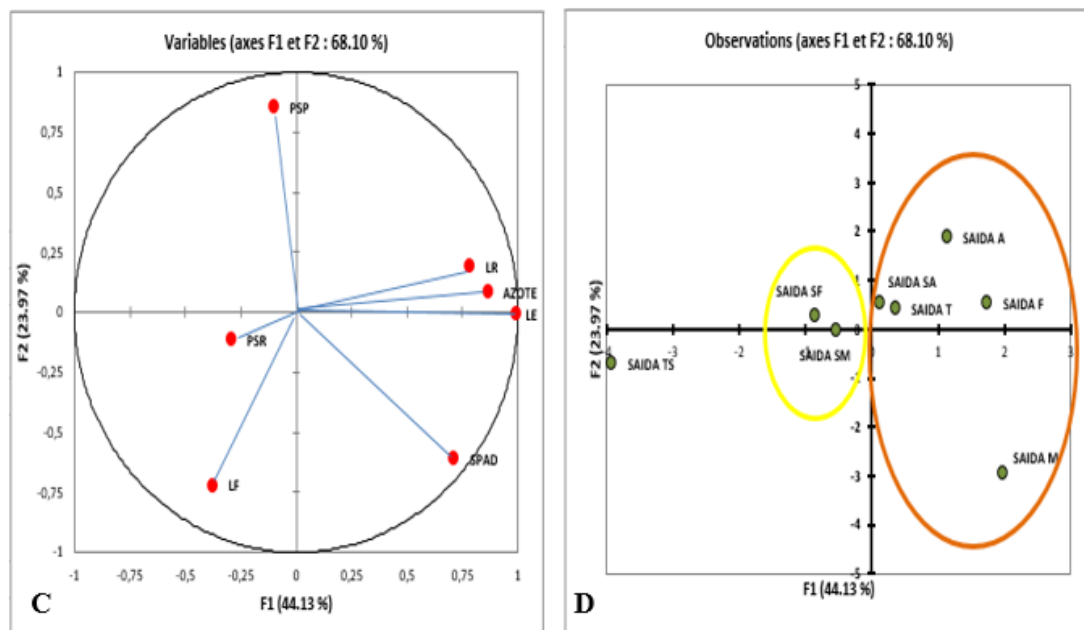 Variables (axes F1 et F2 : 68.10 %)
1
0,75
0,5
0,25
0
-0,25
-0,5
-0,75
-1
F2 (23.97 %)
PSP
LR
AZOTE
LE
PSR
SPAD
LF
-1
-0,75
-0,5
-0,25
0
0,25
0,5
0,75
1
F1 (44.13 %)
C
Observations (axes F1 et F2 : 68.10 %)
5
4
3
2
1
0
-1
-2
-3
-4
-5
F2 (23.97 %)
SAIDA A
SAIDA SA
SAIDA SF
SAIDA T
SAIDA F
SAIDA SM
SAIDA TS
SAIDA M
-4
-3
-2
-1
0
1
2
3
F1 (44.13 %)
D